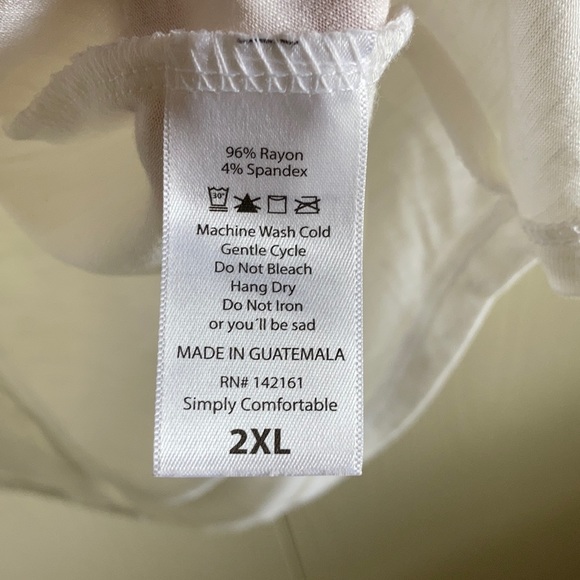 96% Rayon
4% Spandex
30°
Machine Wash Cold
Gentle Cycle
Do Not Bleach
Hang Dry
Do Not Iron
or you´ll be sad
MADE IN GUATEMALA
RN# 142161
Simply Comfortable
2XL